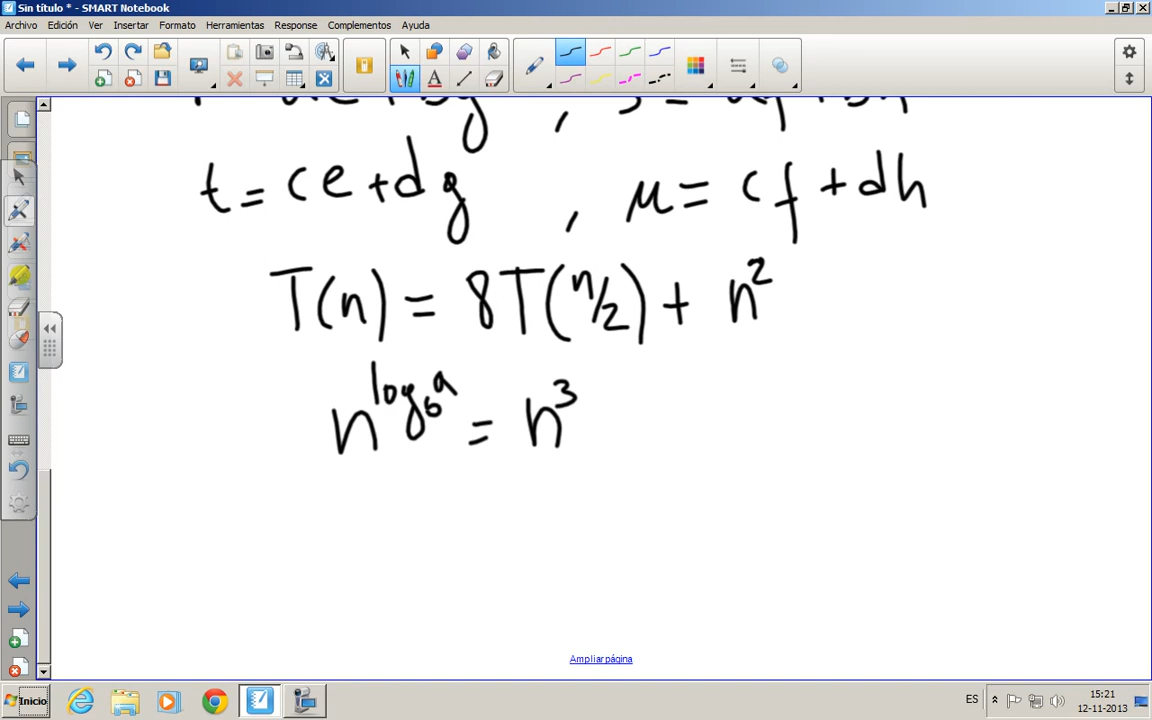 Sin título * - SMART Notebook
Archivo Edición Ver Insertar Formato Herramientas Response Complementos Ayuda
t = ce + dg , u = cf + dh
T(n) = 8T(n/2) + n²
n^log_b a = n³
Ampliar página
Inicio
ES
15:21
12-11-2013